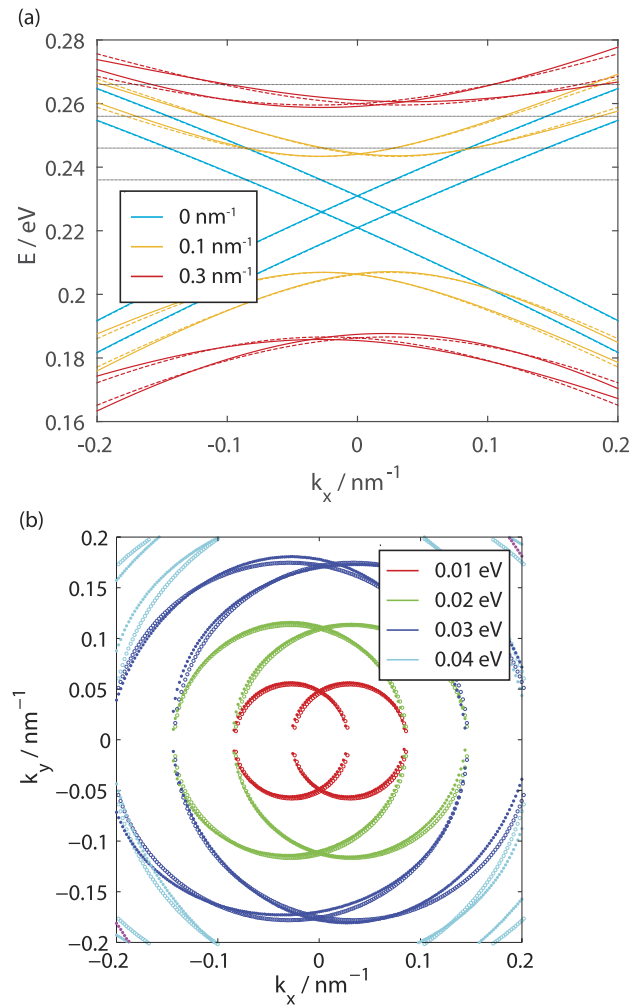 (a)
0.28
0.26
0.24
0.22
0.2
0.18
0.16
E / eV
0 nm⁻¹
0.1 nm⁻¹
0.3 nm⁻¹
-0.2
-0.1
0
0.1
0.2
k_x / nm⁻¹
(b)
0.2
0.15
0.1
0.05
0
−0.05
−0.1
−0.15
−0.2
k_y / nm⁻¹
0.01 eV
0.02 eV
0.03 eV
0.04 eV
−0.2
−0.1
0
0.1
0.2
k_x / nm⁻¹